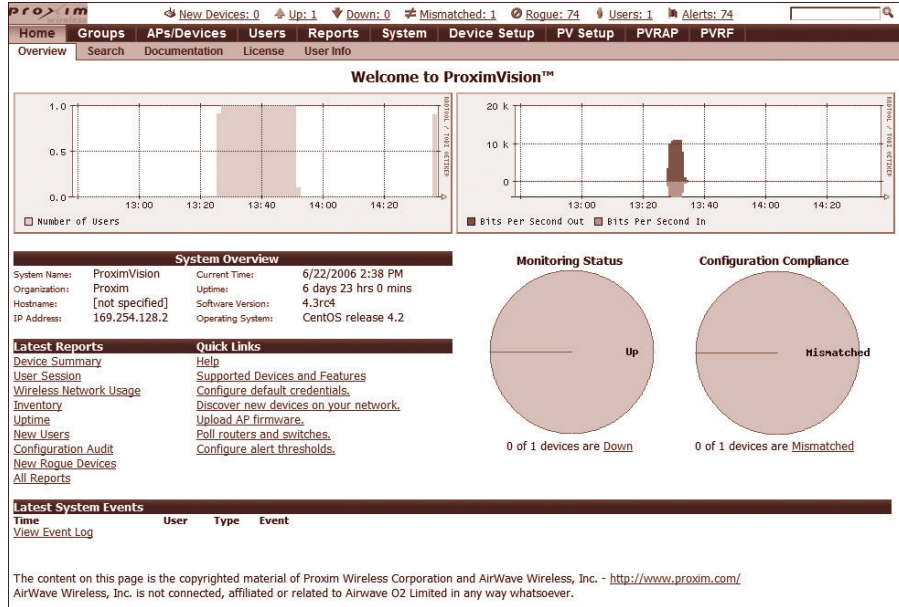 proxim
wireless
New Devices: 0 Up: 1 Down: 0 Mismatched: 1 Rogue: 74 Users: 1 Alerts: 74
Home Groups APs/Devices Users Reports System Device Setup PV Setup PVRAP PVRF
Overview Search Documentation License User Info
Welcome to ProximVision™
1.0
0.5
0.0
13:00 13:20 13:40 14:00 14:20
Number of Users
RRDTOOL / TOBI OETIKER
20 k
10 k
0
13:00 13:20 13:40 14:00 14:20
Bits Per Second Out Bits Per Second In
RRDTOOL / TOBI OETIKER
System Overview
System Name: ProximVision Current Time: 6/22/2006 2:38 PM
Organization: Proxim Uptime: 6 days 23 hrs 0 mins
Hostname: [not specified] Software Version: 4.3rc4
IP Address: 169.254.128.2 Operating System: CentOS release 4.2
Monitoring Status
Up
0 of 1 devices are Down
Configuration Compliance
Mismatched
0 of 1 devices are Mismatched
Latest Reports
Device Summary
User Session
Wireless Network Usage
Inventory
Uptime
New Users
Configuration Audit
New Rogue Devices
All Reports
Quick Links
Help
Supported Devices and Features
Configure default credentials.
Discover new devices on your network.
Upload AP firmware.
Poll routers and switches.
Configure alert thresholds.
Latest System Events
Time User Type Event
View Event Log
The content on this page is the copyrighted material of Proxim Wireless Corporation and AirWave Wireless, Inc. - http://www.proxim.com/
AirWave Wireless, Inc. is not connected, affiliated or related to Airwave O2 Limited in any way whatsoever.